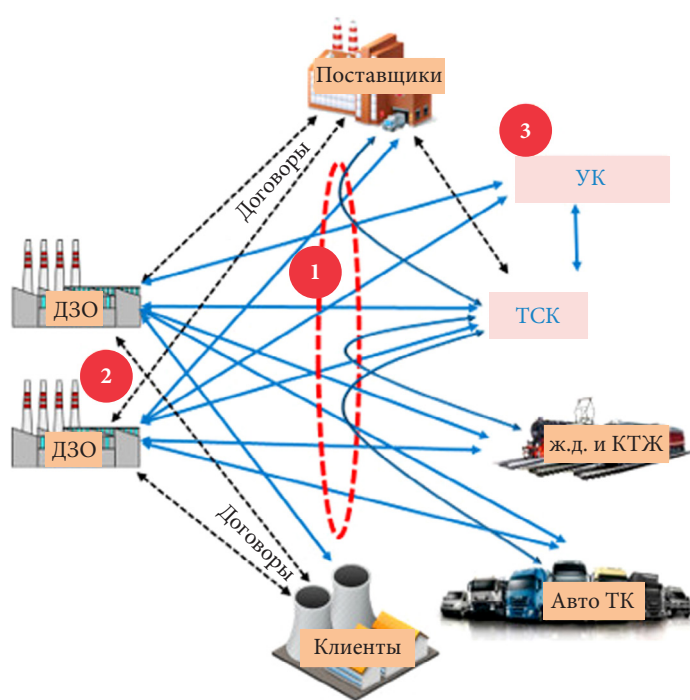 Поставщики
3
УК
Договоры
1
ДЗО
ТСК
2
ДЗО
ж.д. и КТЖ
Договоры
Авто ТК
Клиенты